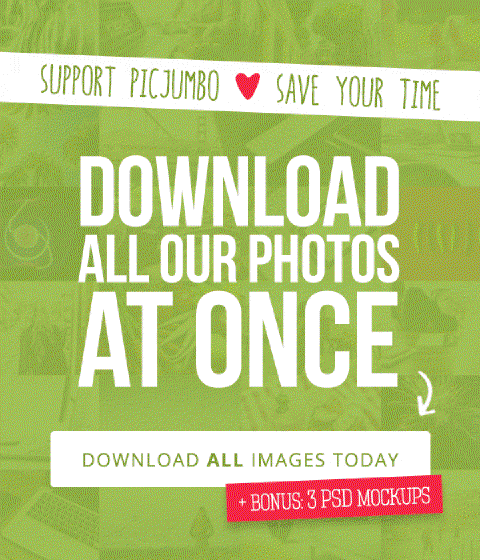 SUPPORT PICJUMBO ♥ SAVE YOUR TIME
DOWNLOAD
ALL OUR PHOTOS
AT ONCE
DOWNLOAD ALL IMAGES TODAY
+ BONUS: 3 PSD MOCKUPS